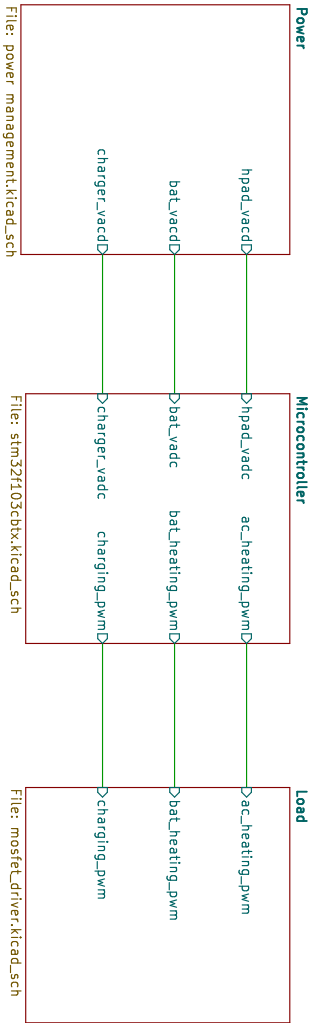 Power
hpad_vacd
bat_vacd
charger_vacd
File: power management.kicad_sch
Microcontroller
hpad_vadc
ac_heating_pwm
bat_vadc
bat_heating_pwm
charger_vadc
charging_pwm
File: stm32f103cbtx.kicad_sch
Load
ac_heating_pwm
bat_heating_pwm
charging_pwm
File: mosfet_driver.kicad_sch